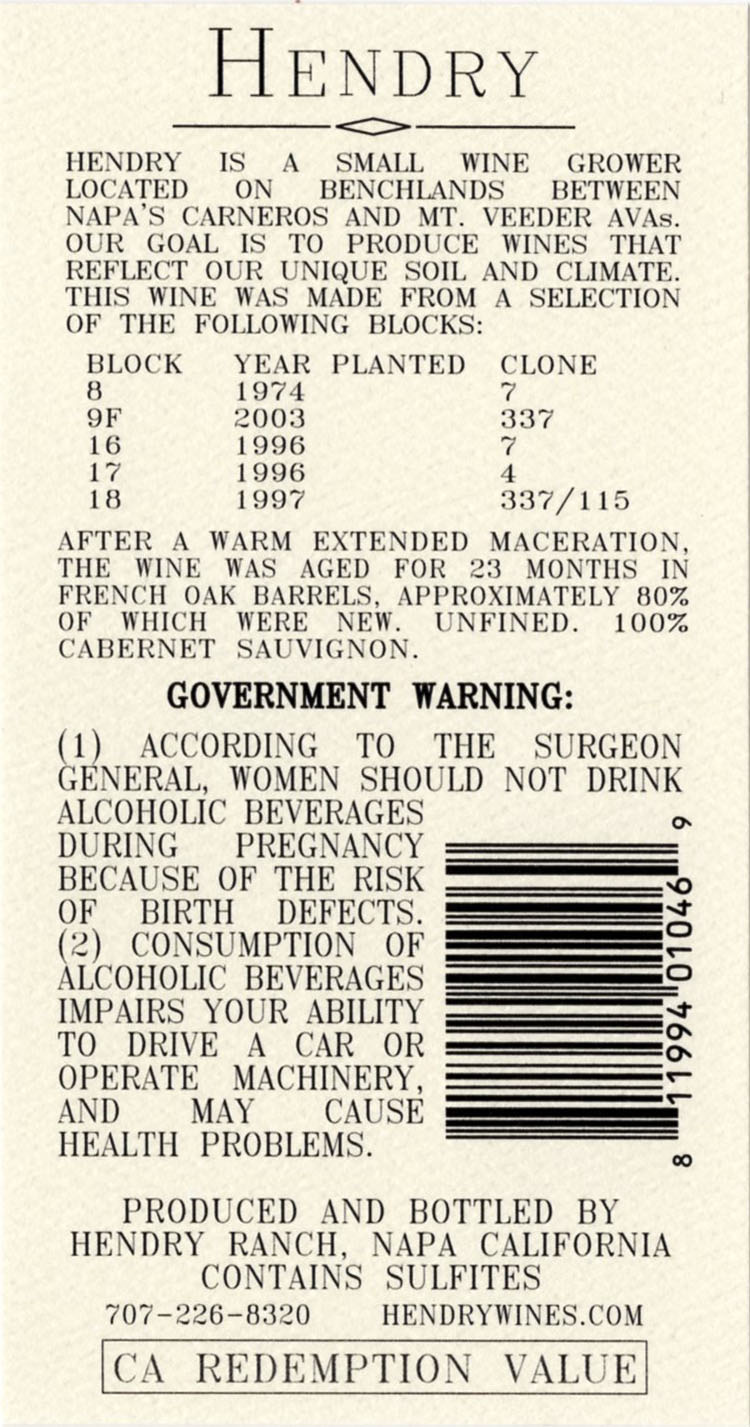 HENDRY
HENDRY IS A SMALL WINE GROWER
LOCATED ON BENCHLANDS BETWEEN
NAPA'S CARNEROS AND MT. VEEDER AVAs.
OUR GOAL IS TO PRODUCE WINES THAT
REFLECT OUR UNIQUE SOIL AND CLIMATE.
THIS WINE WAS MADE FROM A SELECTION
OF THE FOLLOWING BLOCKS:
BLOCK YEAR PLANTED CLONE
8 1974 7
9F 2003 337
16 1996 7
17 1996 4
18 1997 337/115
AFTER A WARM EXTENDED MACERATION,
THE WINE WAS AGED FOR 23 MONTHS IN
FRENCH OAK BARRELS, APPROXIMATELY 80%
OF WHICH WERE NEW. UNFINED. 100%
CABERNET SAUVIGNON.
GOVERNMENT WARNING:
(1) ACCORDING TO THE SURGEON
GENERAL, WOMEN SHOULD NOT DRINK
ALCOHOLIC BEVERAGES
DURING PREGNANCY
BECAUSE OF THE RISK
OF BIRTH DEFECTS.
(2) CONSUMPTION OF
ALCOHOLIC BEVERAGES
IMPAIRS YOUR ABILITY
TO DRIVE A CAR OR
OPERATE MACHINERY,
AND MAY CAUSE
HEALTH PROBLEMS.
8 11994 01046 9
PRODUCED AND BOTTLED BY
HENDRY RANCH, NAPA CALIFORNIA
CONTAINS SULFITES
707-226-8320 HENDRYWINES.COM
CA REDEMPTION VALUE